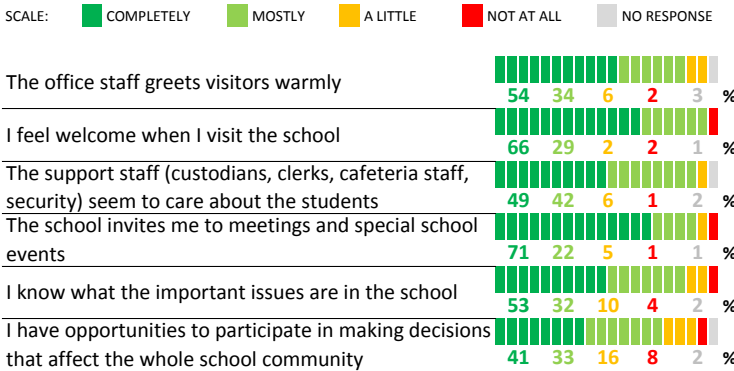 SCALE: COMPLETELY MOSTLY A LITTLE NOT AT ALL NO RESPONSE
The office staff greets visitors warmly
54 34 6 2 3 %
I feel welcome when I visit the school
66 29 2 2 1 %
The support staff (custodians, clerks, cafeteria staff,
security) seem to care about the students
49 42 6 1 2 %
The school invites me to meetings and special school
events
71 22 5 1 1 %
I know what the important issues are in the school
53 32 10 4 2 %
I have opportunities to participate in making decisions
that affect the whole school community
41 33 16 8 2 %